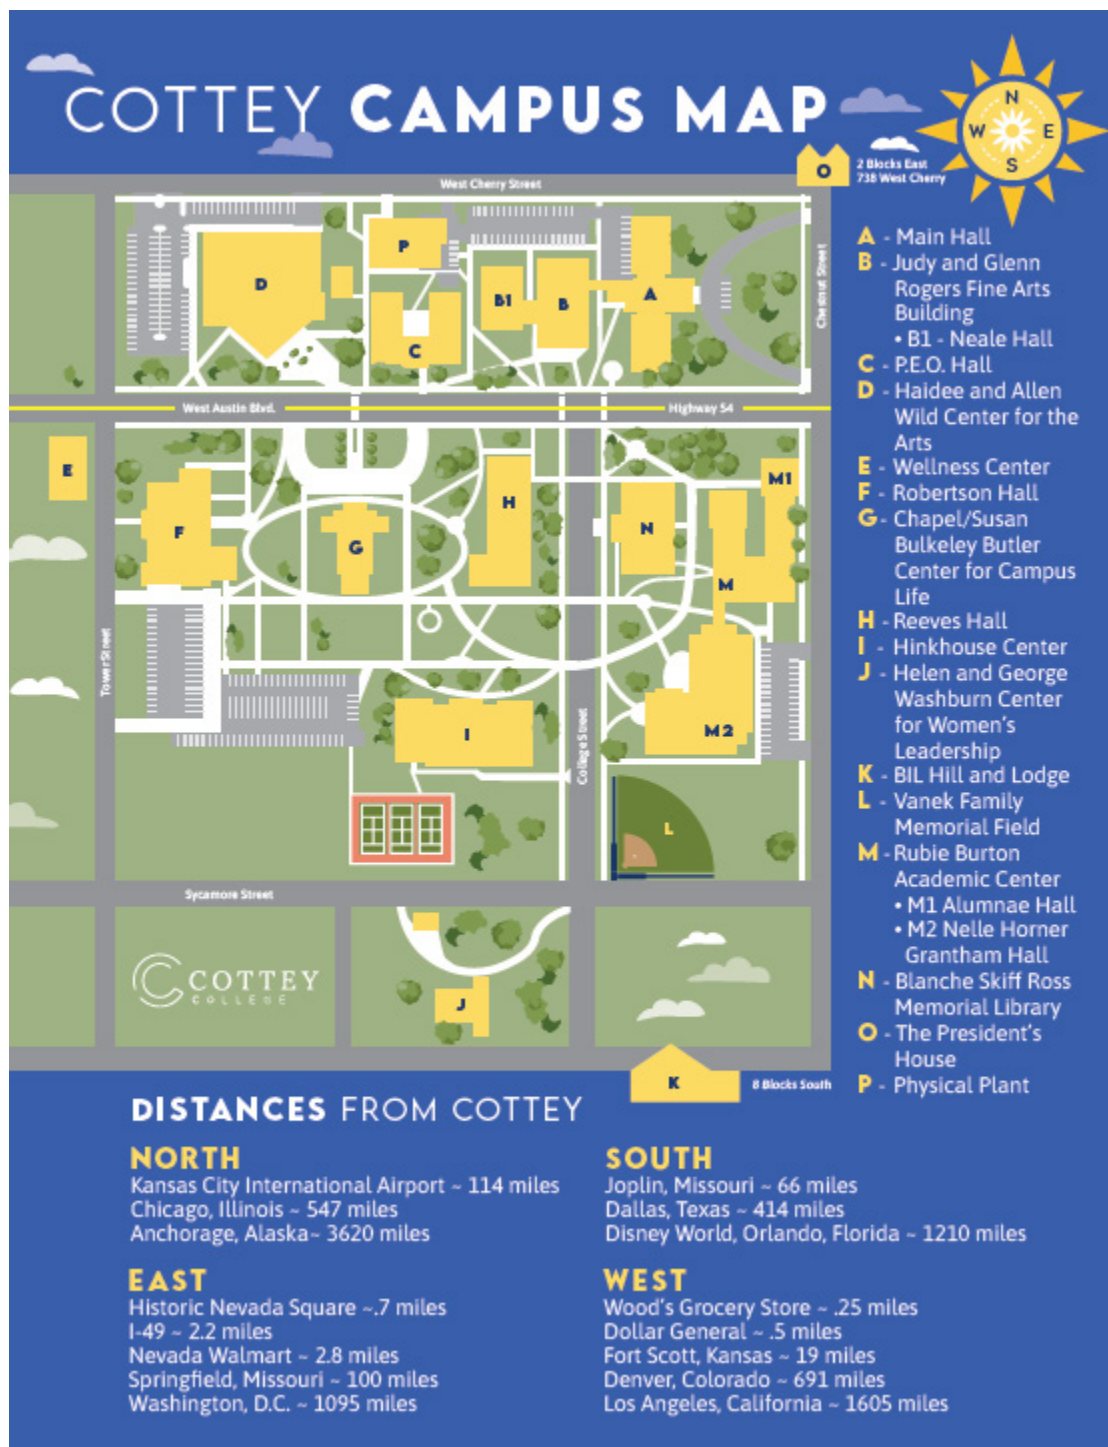 COTTEY CAMPUS MAP
N
W E
S
O
2 Blocks East
738 West Cherry
West Cherry Street
Chestnut Street
D
P
C
B1
B
A
West Austin Blvd.
Highway 54
E
F
G
H
N
M1
M
M2
I
L
Tower Street
College Street
Sycamore Street
COTTEY
COLLEGE
J
K
8 Blocks South
A - Main Hall
B - Judy and Glenn
Rogers Fine Arts
Building
• B1 - Neale Hall
C - P.E.O. Hall
D - Haidee and Allen
Wild Center for the
Arts
E - Wellness Center
F - Robertson Hall
G - Chapel/Susan
Bulkeley Butler
Center for Campus
Life
H - Reeves Hall
I - Hinkhouse Center
J - Helen and George
Washburn Center
for Women's
Leadership
K - BIL Hill and Lodge
L - Vanek Family
Memorial Field
M - Rubie Burton
Academic Center
• M1 Alumnae Hall
• M2 Nelle Horner
Grantham Hall
N - Blanche Skiff Ross
Memorial Library
O - The President's
House
P - Physical Plant
DISTANCES FROM COTTEY
NORTH
Kansas City International Airport ~ 114 miles
Chicago, Illinois ~ 547 miles
Anchorage, Alaska~ 3620 miles
SOUTH
Joplin, Missouri ~ 66 miles
Dallas, Texas ~ 414 miles
Disney World, Orlando, Florida ~ 1210 miles
EAST
Historic Nevada Square ~.7 miles
I-49 ~ 2.2 miles
Nevada Walmart ~ 2.8 miles
Springfield, Missouri ~ 100 miles
Washington, D.C. ~ 1095 miles
WEST
Wood's Grocery Store ~ .25 miles
Dollar General ~ .5 miles
Fort Scott, Kansas ~ 19 miles
Denver, Colorado ~ 691 miles
Los Angeles, California ~ 1605 miles